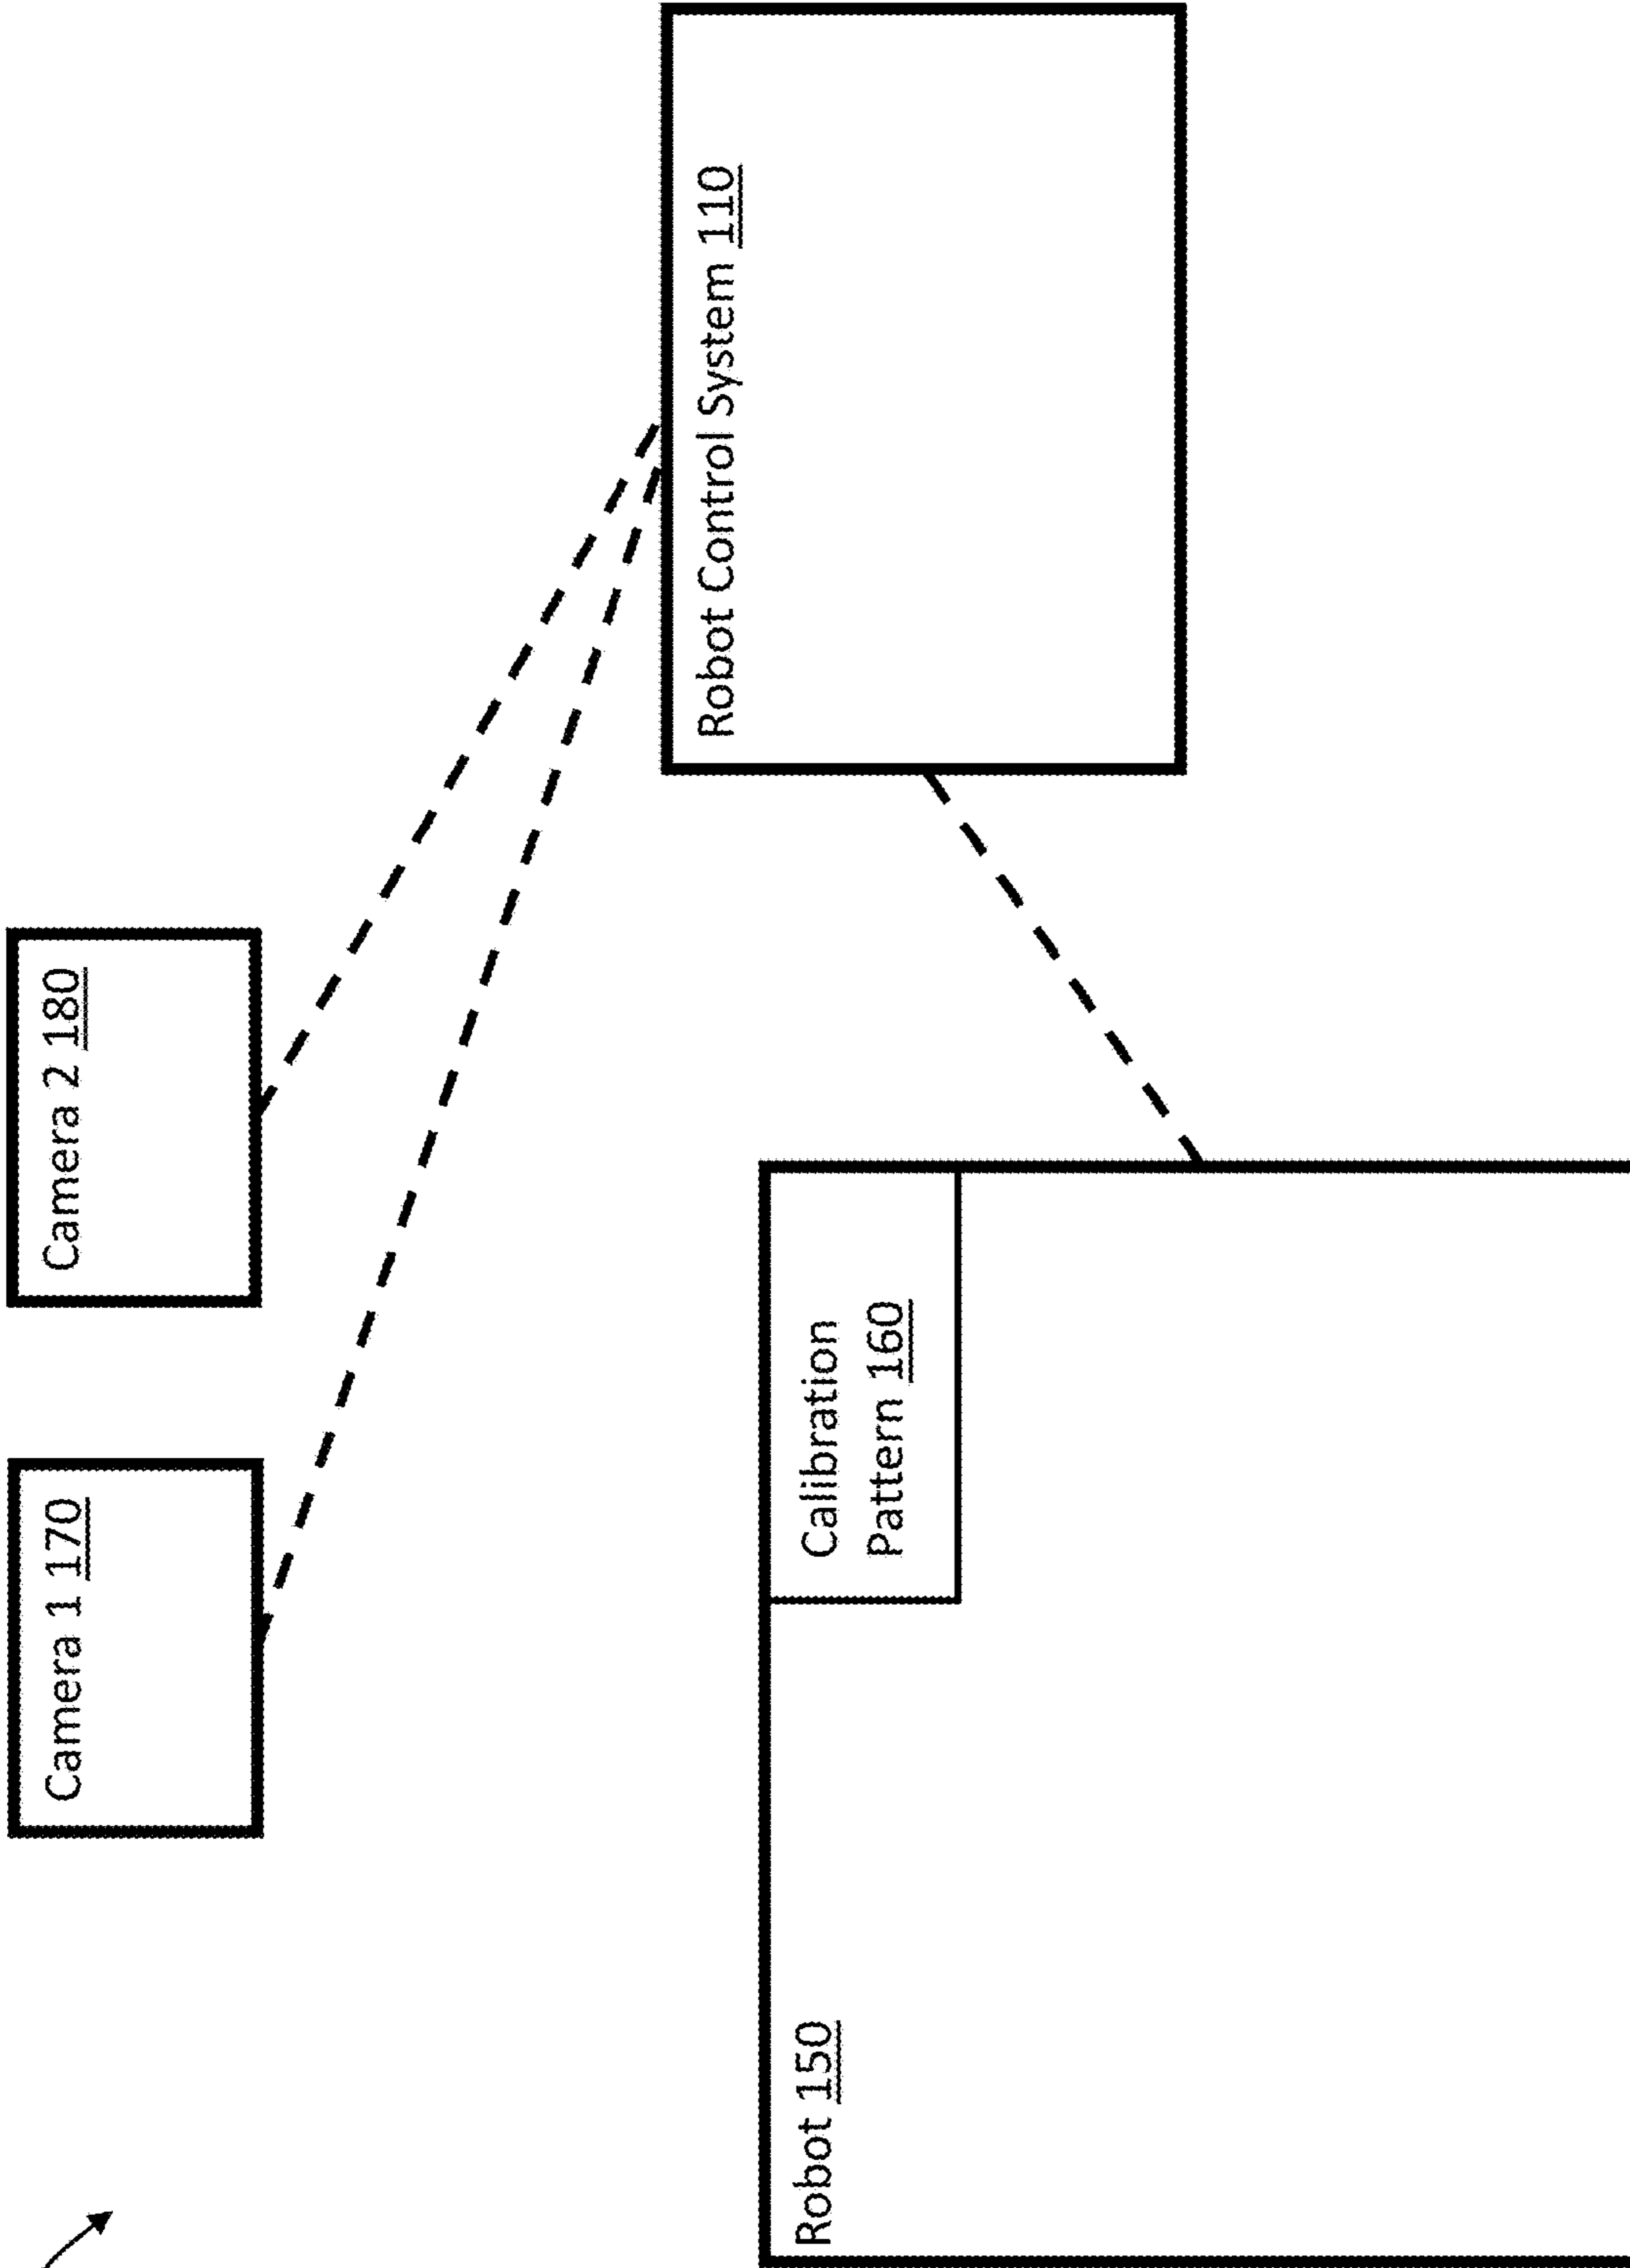 Camera 1 170
Camera 2 180
Robot 150
Calibration
Pattern 160
Robot Control System 110